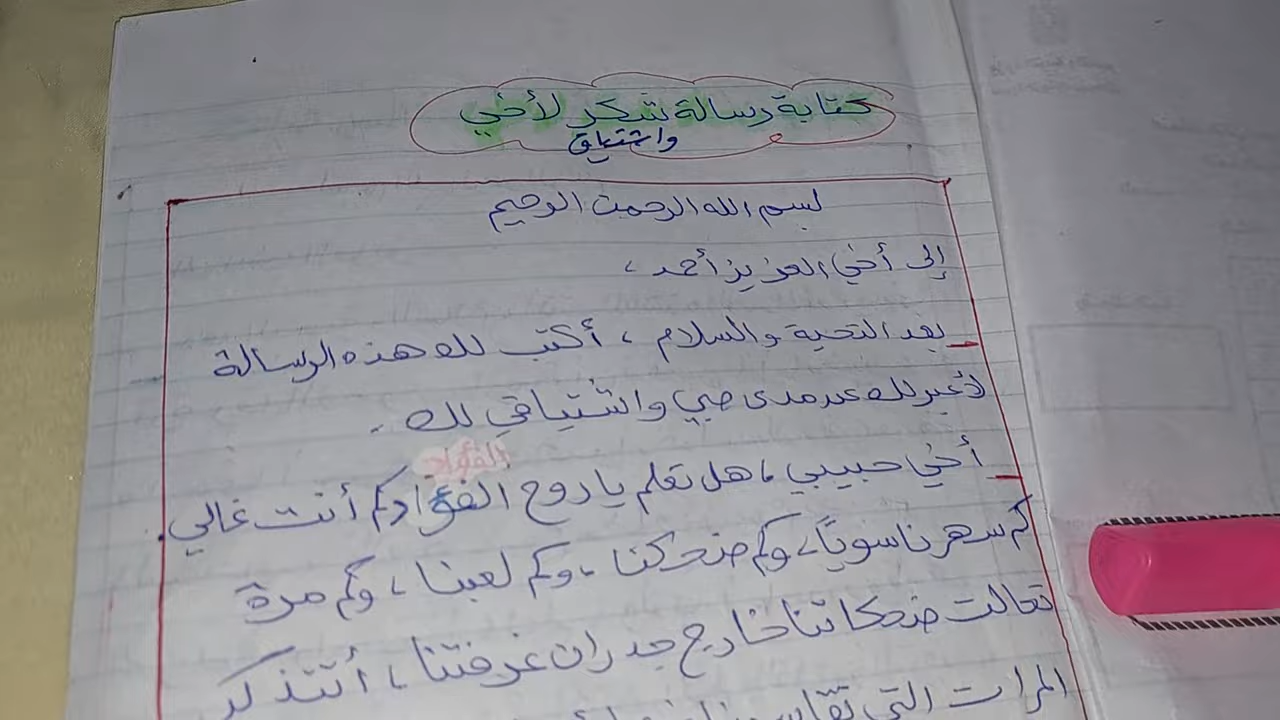 كتابة رسالة شكر لأخي
واشتياق
بسم الله الرحمن الرحيم
إلى أخي العزيز أحمد،
بعد التحية والسلام، أكتب لك هذه الرسالة
لأعبر لك عن مدى حبي واشتياقي لك.
الفؤاد
أخي حبيبي، هل تعلم يا روح الفؤاد كم أنت غالي.
كم سهرنا سويًا، وكم ضحكنا، وكم لعبنا، وكم مرة
تعالت ضحكاتنا خارج جدران غرفتنا، أتتذكر
المرات التي تقاسمنا